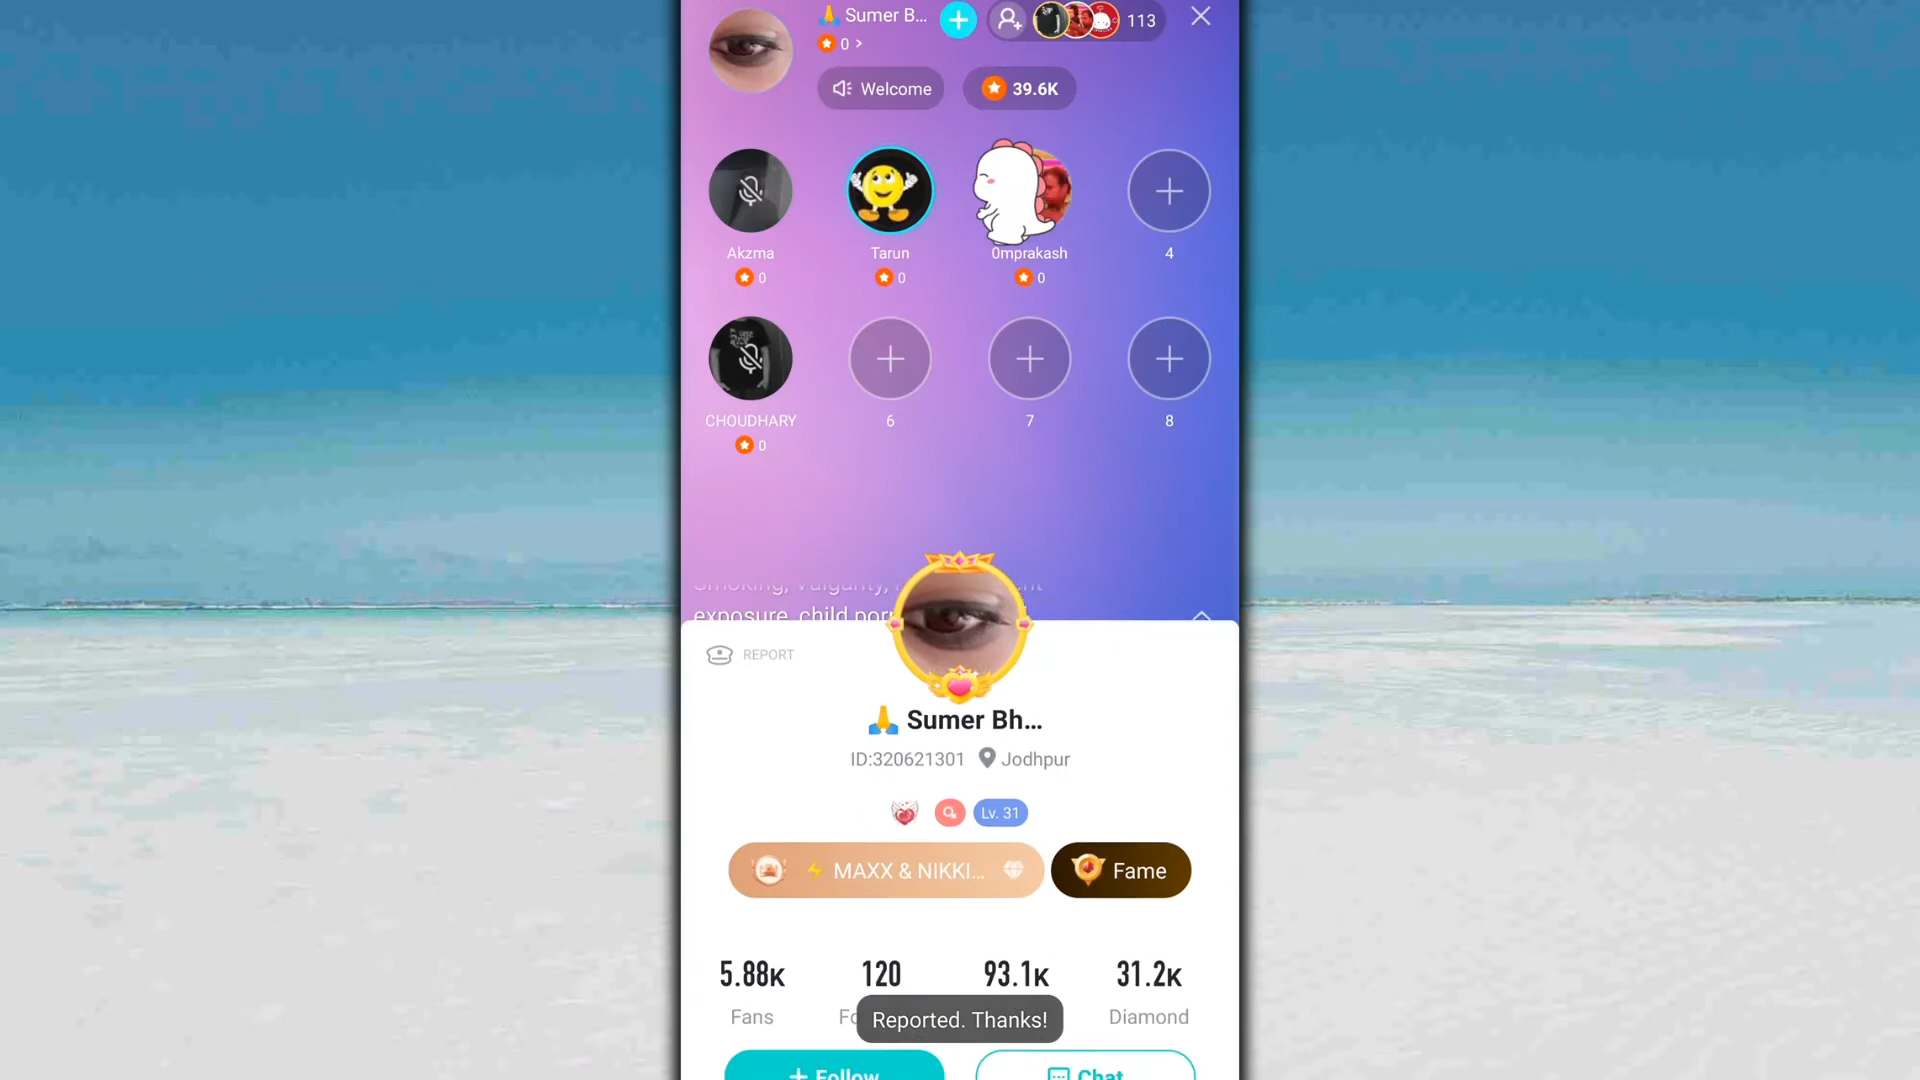 🙏 Sumer B...
113
0 >
Welcome
39.6K
Akzma
Tarun
0mprakash
4
0
0
0
CHOUDHARY
6
7
8
0
exposure, child
REPORT
🙏 Sumer Bh...
ID:320621301
Jodhpur
Lv. 31
⚡ MAXX & NIKKI...
Fame
5.88K
120
93.1K
31.2K
Fans
Diamond
Reported. Thanks!
+ Follow
Chat